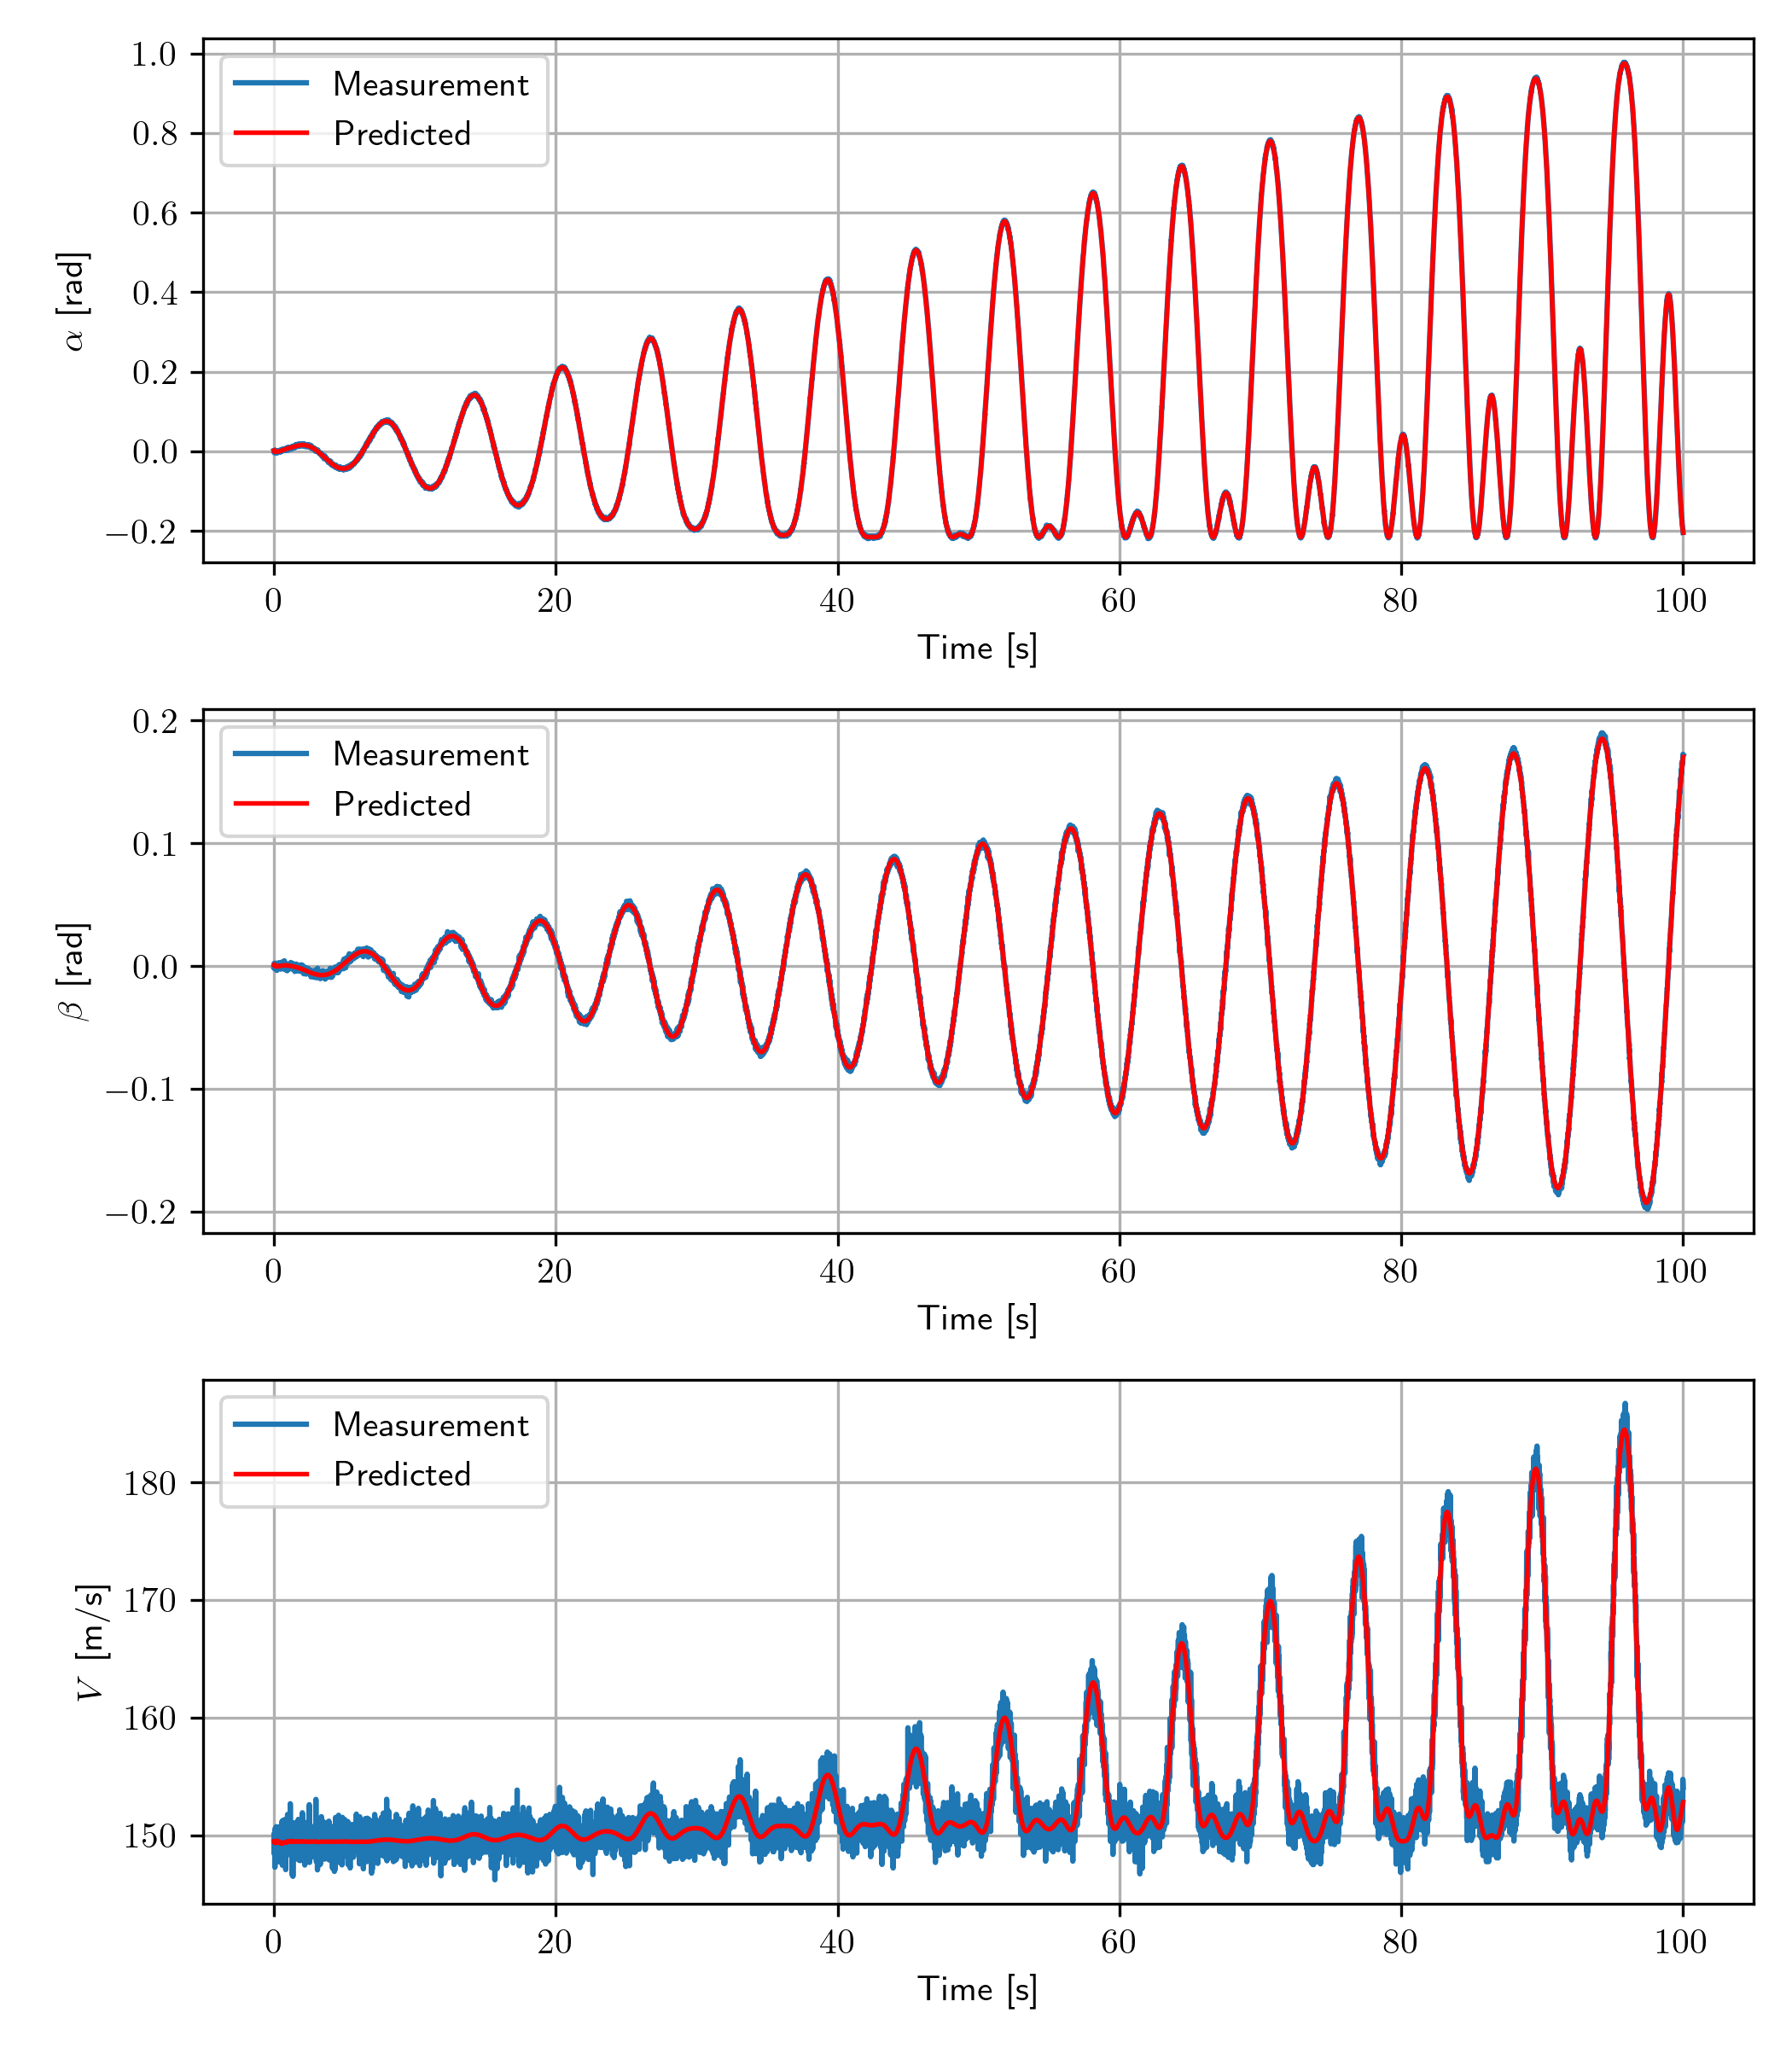 1.0
0.8
0.6
0.4
0.2
0.0
−0.2
α [rad]
Measurement
Predicted
0 20 40 60 80 100
Time [s]
0.2
0.1
0.0
−0.1
−0.2
β [rad]
Measurement
Predicted
0 20 40 60 80 100
Time [s]
180
170
160
150
V [m/s]
Measurement
Predicted
0 20 40 60 80 100
Time [s]